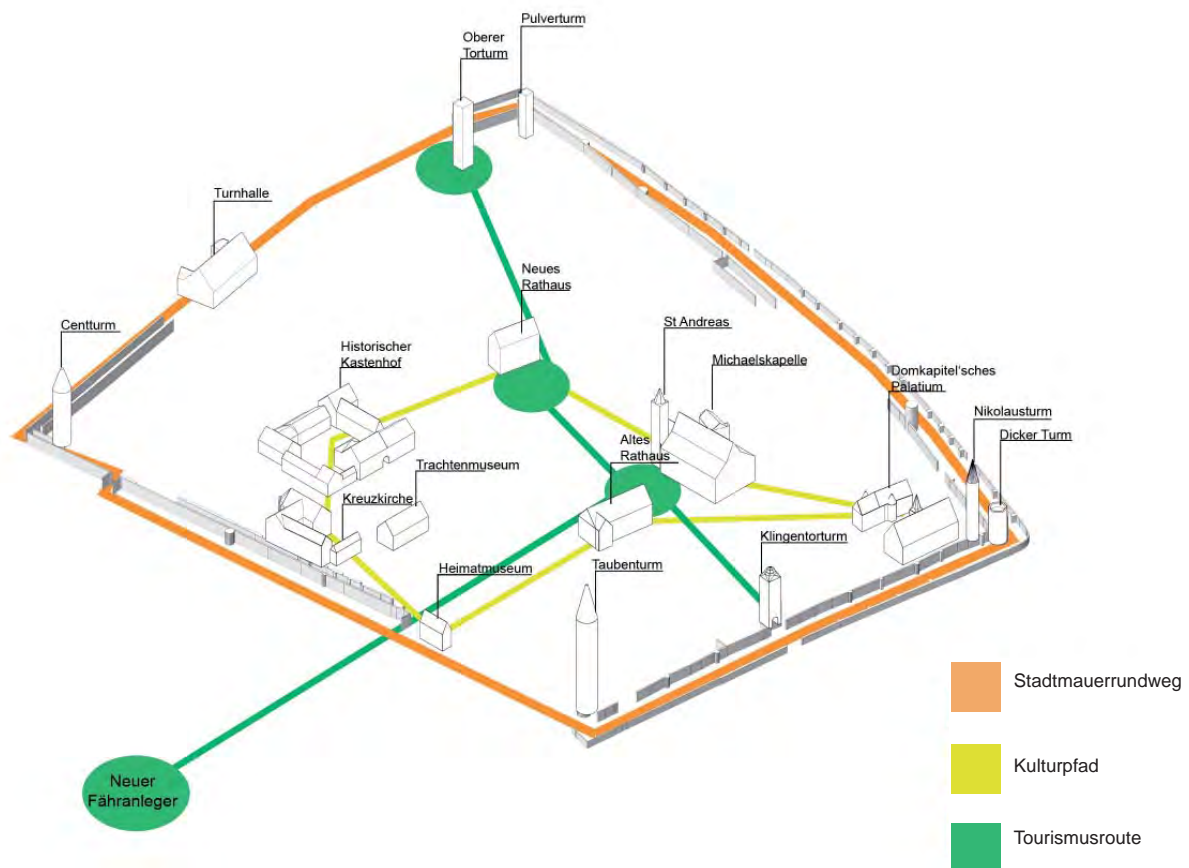 Pulverturm
Oberer
Torturm
Turnhalle
Neues
Rathaus
Centturm
Historischer
Kastenhof
St Andreas
Michaelskapelle
Domkapitel'sches
Palatium
Nikolausturm
Dicker Turm
Altes
Rathaus
Trachtenmuseum
Kreuzkirche
Klingentorturm
Heimatmuseum
Taubenturm
Neuer
Fähranleger
Stadtmauerrundweg
Kulturpfad
Tourismusroute